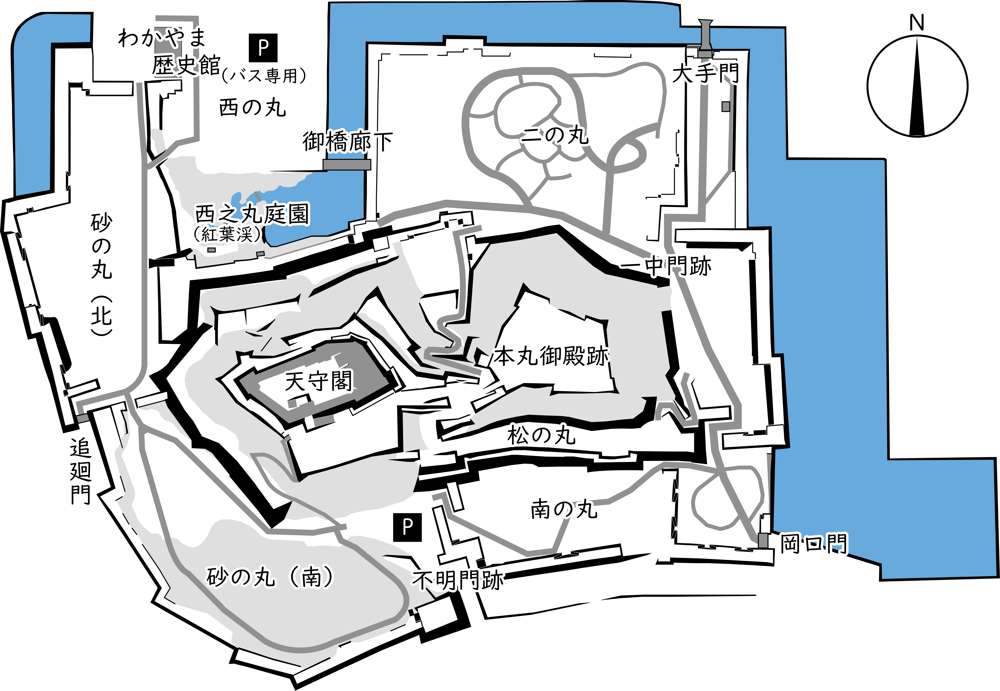 N
わかやま
歴史館
P
(バス専用)
西の丸
大手門
御橋廊下
二の丸
西之丸庭園
(紅葉渓)
砂の丸(北)
一中門跡
本丸御殿跡
天守閣
松の丸
追廻門
南の丸
P
岡口門
砂の丸(南)
不明門跡